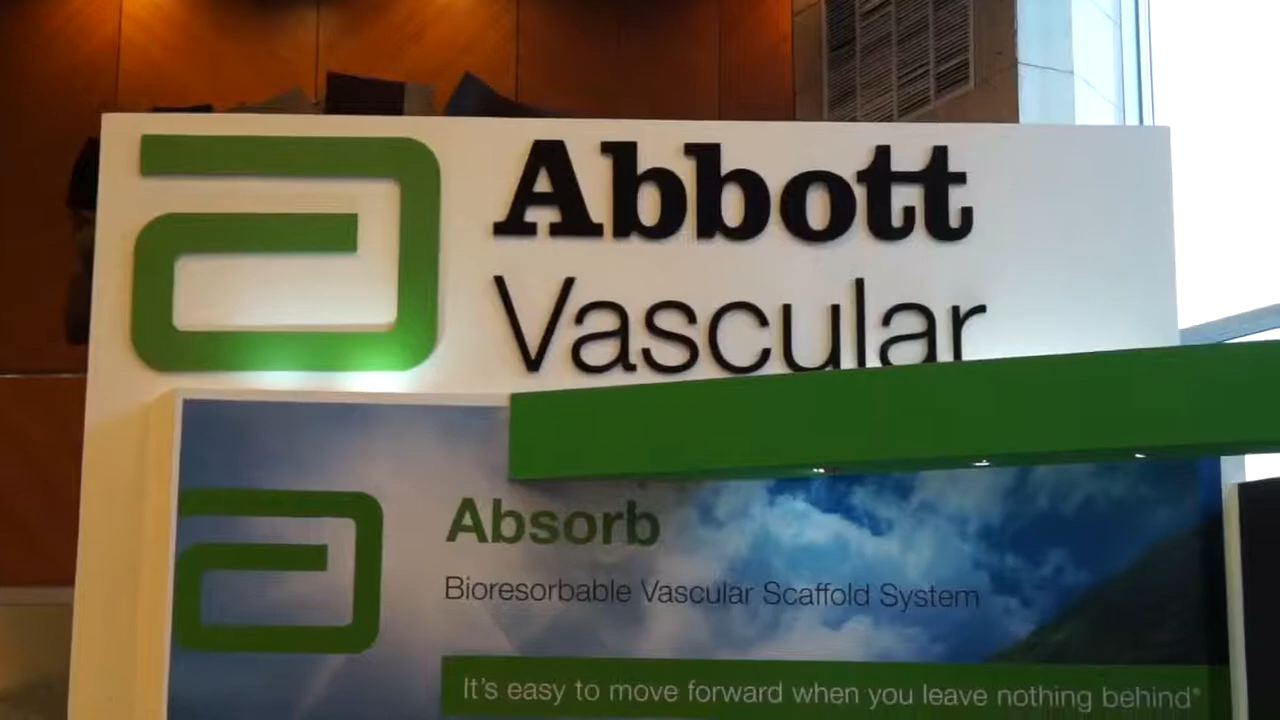 Abbott
Vascular
Absorb
Bioresorbable Vascular Scaffold System
It's easy to move forward when you leave nothing behind*